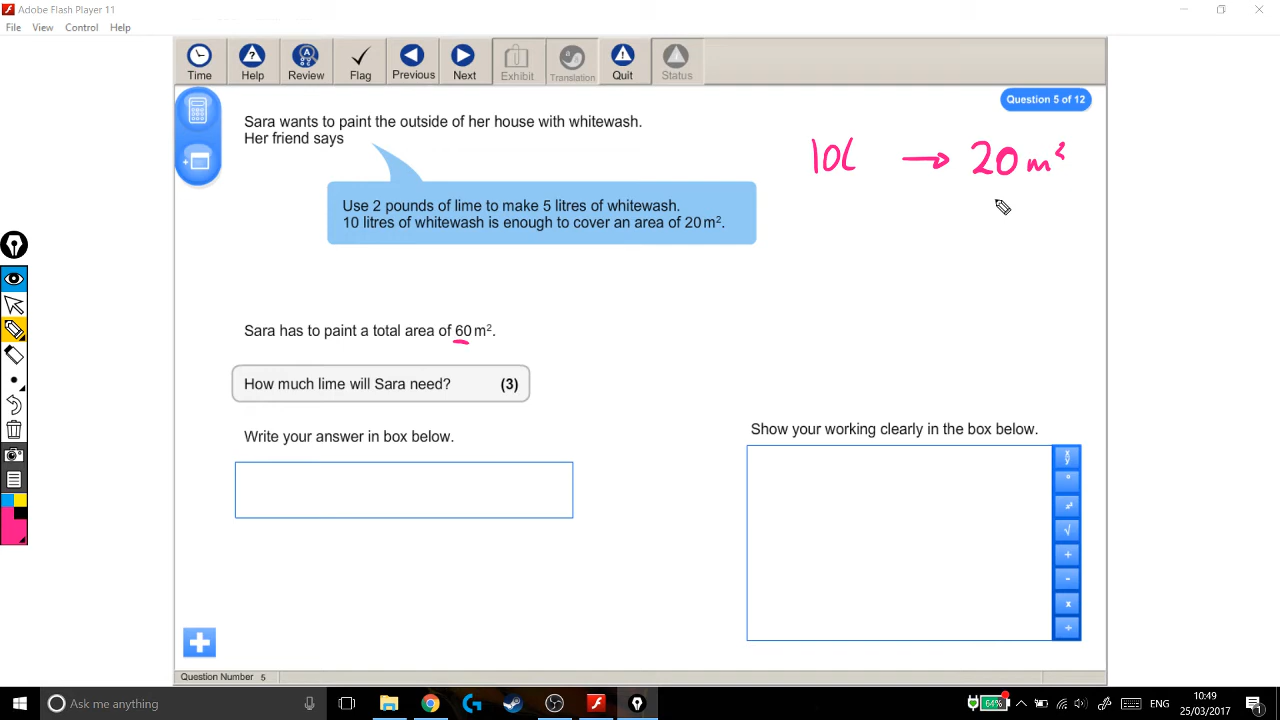 Adobe Flash Player 11
File View Control Help
Time Help Review Flag Previous Next Exhibit Translation Quit Status
Question 5 of 12
Sara wants to paint the outside of her house with whitewash.
Her friend says
10L → 20 m²
Use 2 pounds of lime to make 5 litres of whitewash.
10 litres of whitewash is enough to cover an area of 20 m².
Sara has to paint a total area of 60 m².
How much lime will Sara need? (3)
Write your answer in box below.
Show your working clearly in the box below.
x
y
°
x²
√
+
-
x
÷
Question Number 5
Ask me anything
64%
ENG
10:49
25/03/2017
1